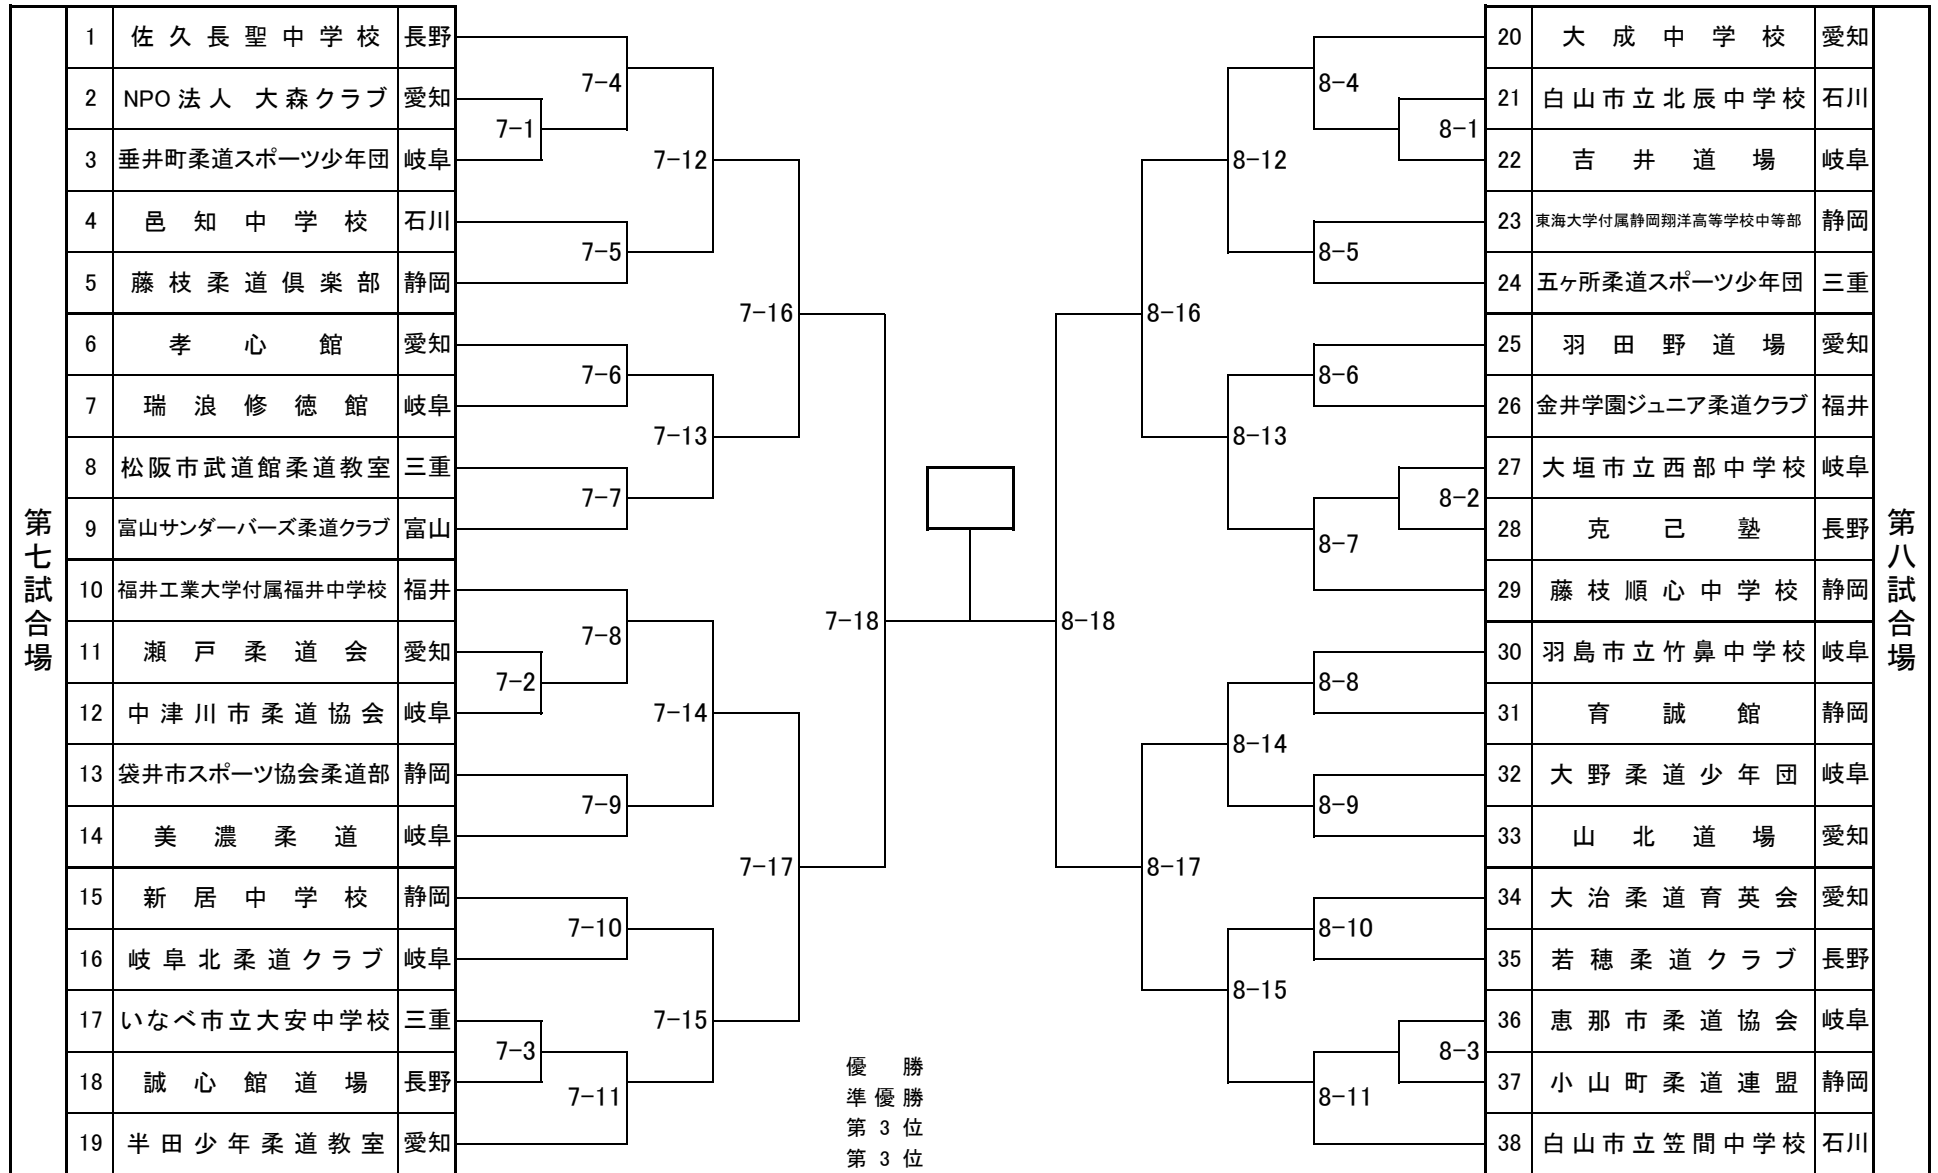 第七試合場
1 佐久長聖中学校 長野
2 NPO法人 大森クラブ 愛知
3 垂井町柔道スポーツ少年団 岐阜
4 邑知中学校 石川
5 藤枝柔道倶楽部 静岡
6 孝心館 愛知
7 瑞浪修徳館 岐阜
8 松阪市武道館柔道教室 三重
9 富山サンダーバーズ柔道クラブ 富山
10 福井工業大学付属福井中学校 福井
11 瀬戸柔道会 愛知
12 中津川市柔道協会 岐阜
13 袋井市スポーツ協会柔道部 静岡
14 美濃柔道 岐阜
15 新居中学校 静岡
16 岐阜北柔道クラブ 岐阜
17 いなべ市立大安中学校 三重
18 誠心館道場 長野
19 半田少年柔道教室 愛知
7-1
7-2
7-3
7-4
7-5
7-6
7-7
7-8
7-9
7-10
7-11
7-12
7-13
7-14
7-15
7-16
7-17
7-18
優勝
準優勝
第3位
第3位
8-18
8-16
8-17
8-12
8-13
8-14
8-15
8-4
8-5
8-6
8-7
8-8
8-9
8-10
8-11
8-1
8-2
8-3
20 大成中学校 愛知
21 白山市立北辰中学校 石川
22 吉井道場 岐阜
23 東海大学付属静岡翔洋高等学校中等部 静岡
24 五ヶ所柔道スポーツ少年団 三重
25 羽田野道場 愛知
26 金井学園ジュニア柔道クラブ 福井
27 大垣市立西部中学校 岐阜
28 克己塾 長野
29 藤枝順心中学校 静岡
30 羽島市立竹鼻中学校 岐阜
31 育誠館 静岡
32 大野柔道少年団 岐阜
33 山北道場 愛知
34 大治柔道育英会 愛知
35 若穂柔道クラブ 長野
36 恵那市柔道協会 岐阜
37 小山町柔道連盟 静岡
38 白山市立笠間中学校 石川
第八試合場